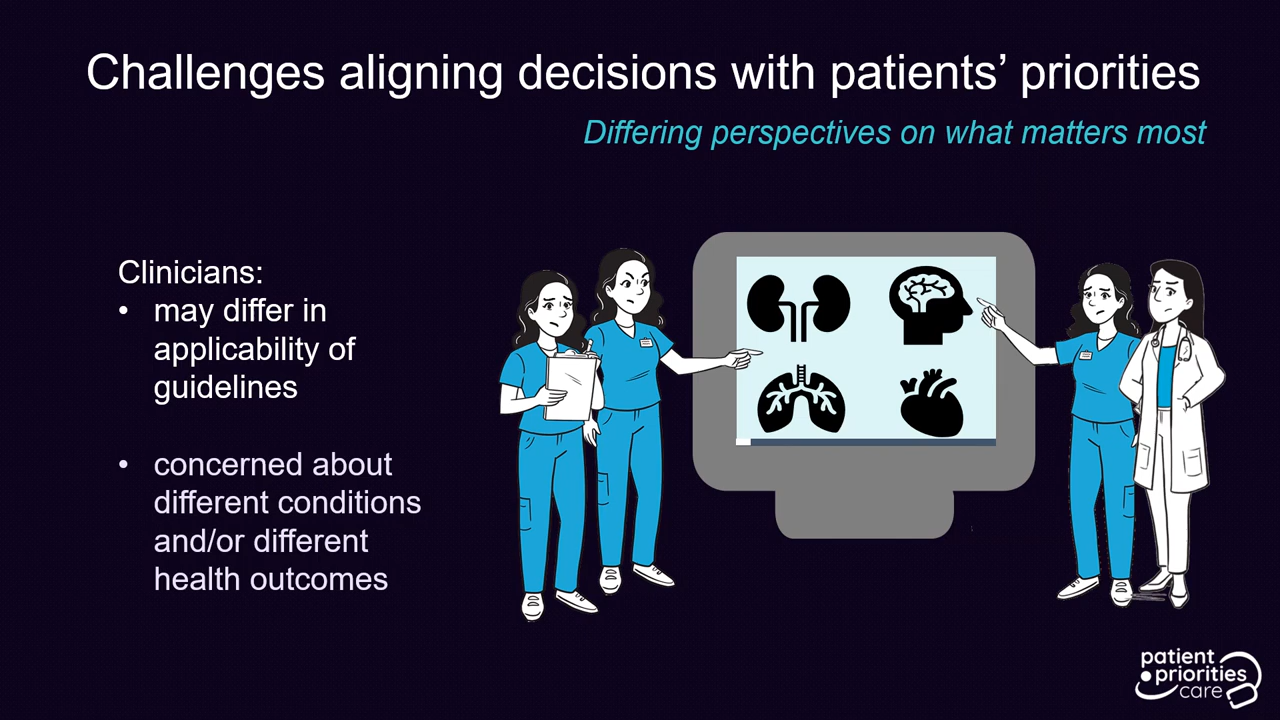 Challenges aligning decisions with patients’ priorities
Differing perspectives on what matters most
Clinicians:
• may differ in
applicability of
guidelines
• concerned about
different conditions
and/or different
health outcomes
patient
priorities
care